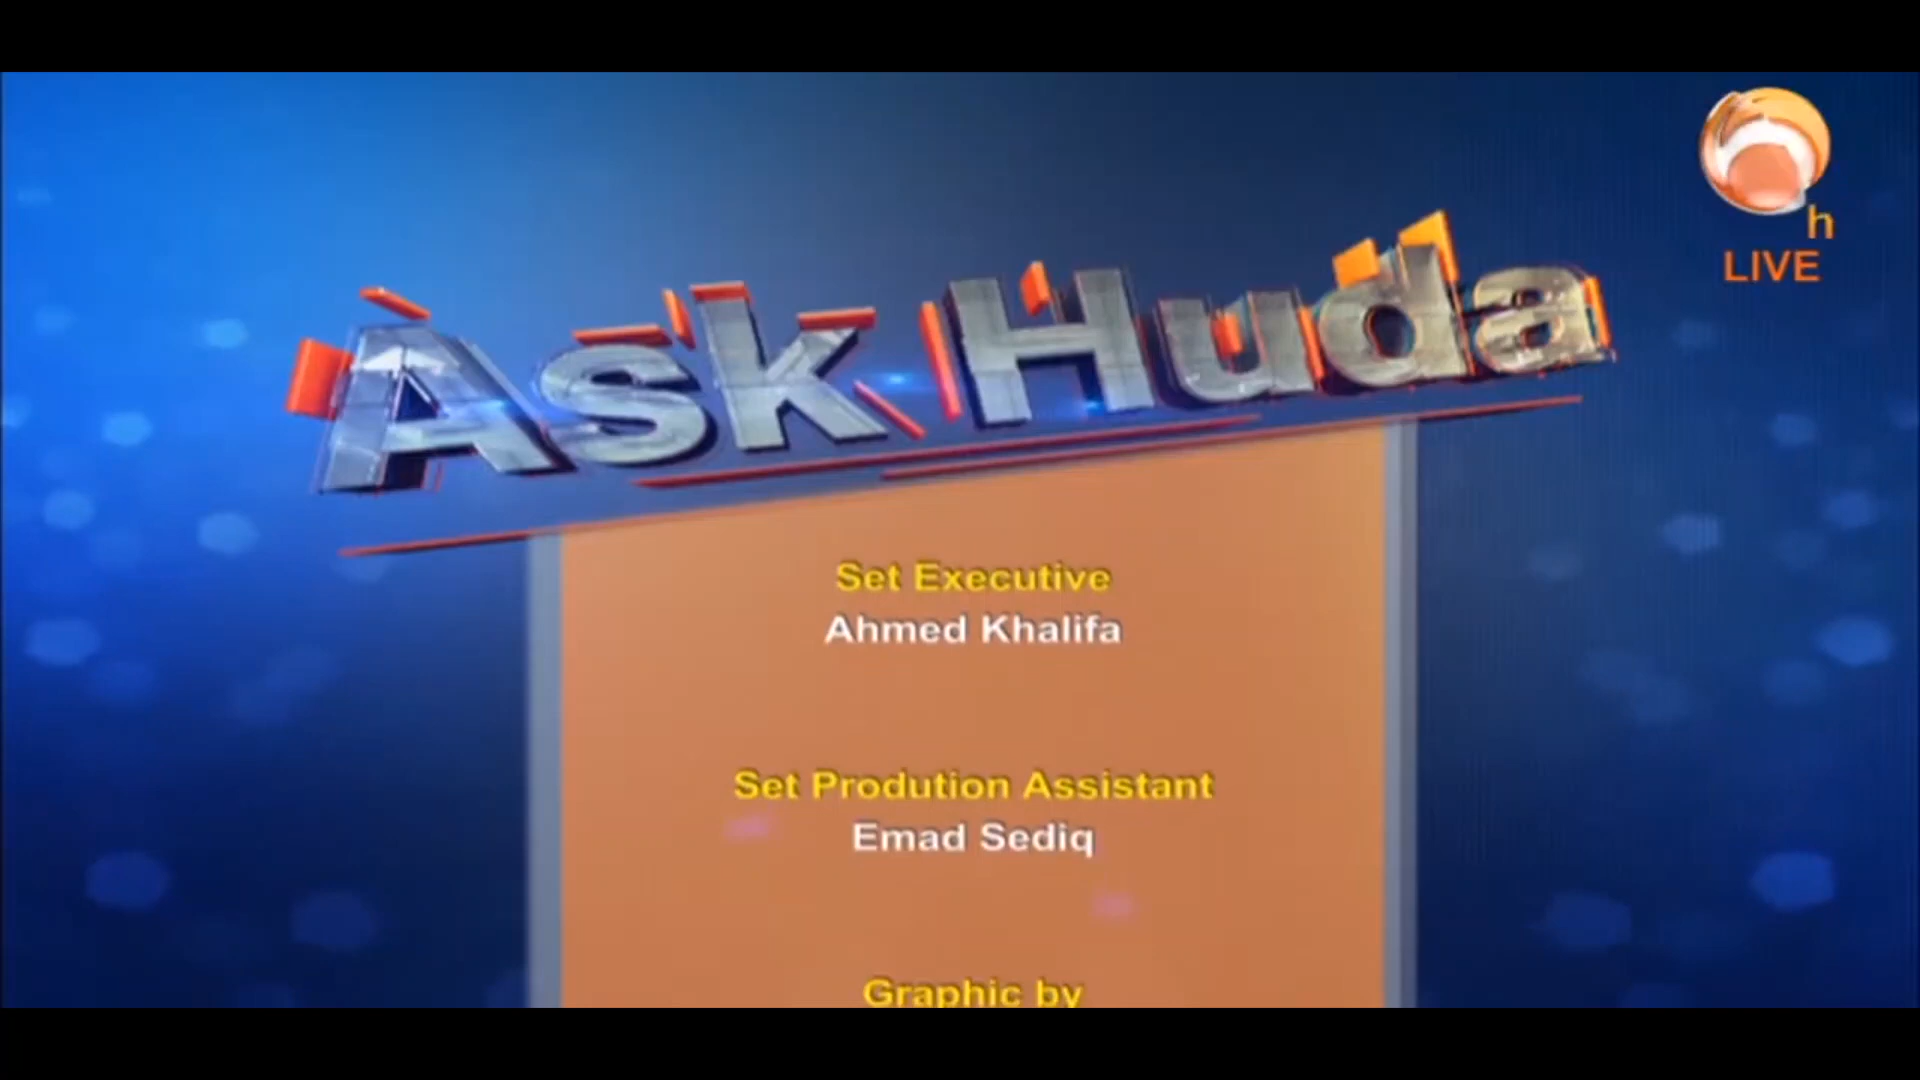 h
LIVE
Ask Huda
Set Executive
Ahmed Khalifa
Set Prodution Assistant
Emad Sediq
Graphic by